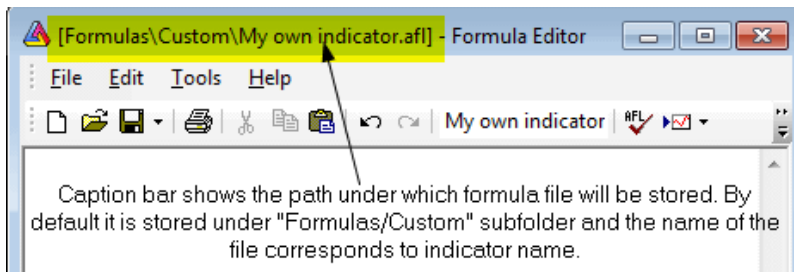 [Formulas\Custom\My own indicator.afl] - Formula Editor
File Edit Tools Help
My own indicator AFL
Caption bar shows the path under which formula file will be stored. By
default it is stored under "Formulas/Custom" subfolder and the name of the
file corresponds to indicator name.